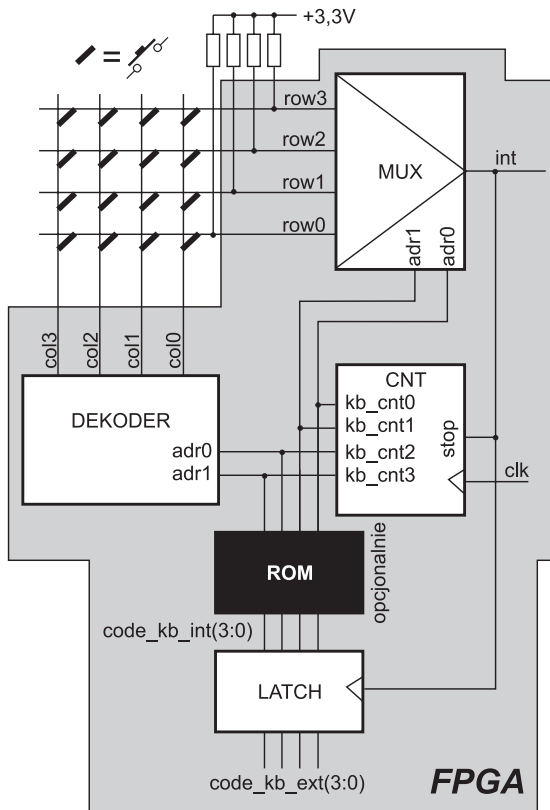 +3,3V
=
row3
row2
row1
row0
MUX
int
adr1
adr0
col3
col2
col1
col0
DEKODER
adr0
adr1
CNT
kb_cnt0
kb_cnt1
kb_cnt2
kb_cnt3
stop
clk
ROM
opcjonalnie
code_kb_int(3:0)
LATCH
code_kb_ext(3:0)
FPGA